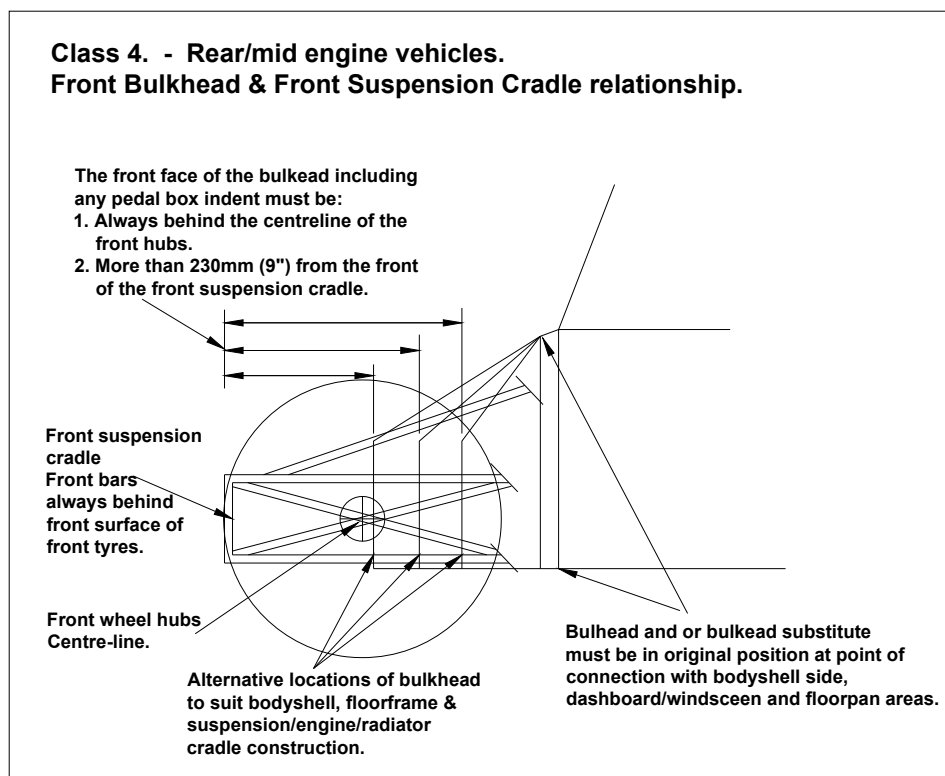 Class 4.  -  Rear/mid engine vehicles.
Front Bulkhead & Front Suspension Cradle relationship.
The front face of the bulkead including
any pedal box indent must be:
1. Always behind the centreline of the
front hubs.
2. More than 230mm (9") from the front
of the front suspension cradle.
Front suspension
cradle
Front bars
always behind
front surface of
front tyres.
Front wheel hubs
Centre-line.
Alternative locations of bulkhead
to suit bodyshell, floorframe &
suspension/engine/radiator
cradle construction.
Bulhead and or bulkead substitute
must be in original position at point of
connection with bodyshell side,
dashboard/windsceen and floorpan areas.